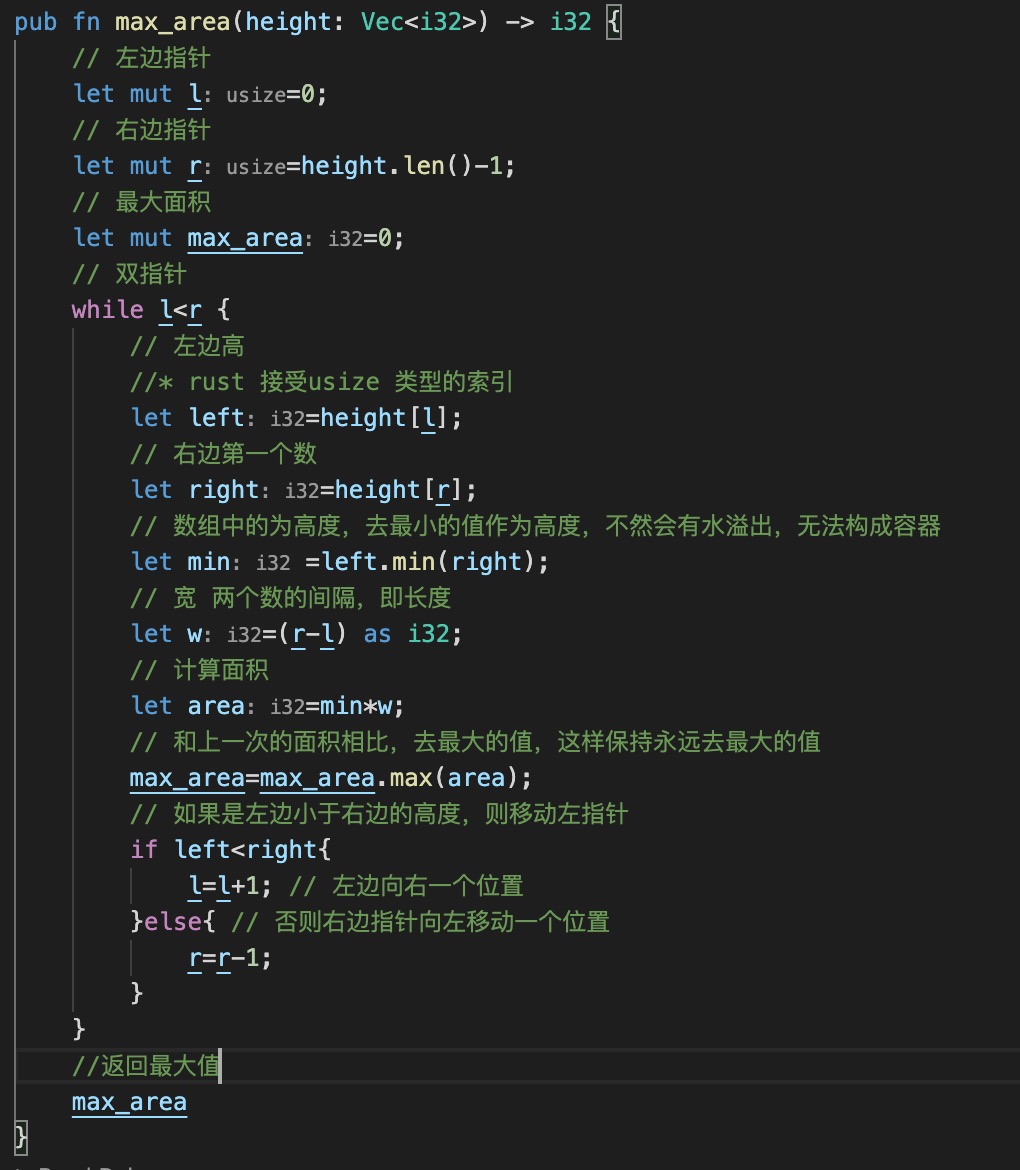 pub fn max_area(height: Vec<i32>) -> i32 {
    // 左边指针
    let mut l: usize=0;
    // 右边指针
    let mut r: usize=height.len()-1;
    // 最大面积
    let mut max_area: i32=0;
    // 双指针
    while l<r {
        // 左边高
        //* rust 接受usize 类型的索引
        let left: i32=height[l];
        // 右边第一个数
        let right: i32=height[r];
        // 数组中的为高度，去最小的值作为高度，不然会有水溢出，无法构成容器
        let min: i32 =left.min(right);
        // 宽 两个数的间隔，即长度
        let w: i32=(r-l) as i32;
        // 计算面积
        let area: i32=min*w;
        // 和上一次的面积相比，去最大的值，这样保持永远去最大的值
        max_area=max_area.max(area);
        // 如果是左边小于右边的高度，则移动左指针
        if left<right{
            l=l+1; // 左边向右一个位置
        }else{ // 否则右边指针向左移动一个位置
            r=r-1;
        }
    }
    //返回最大值
    max_area
}